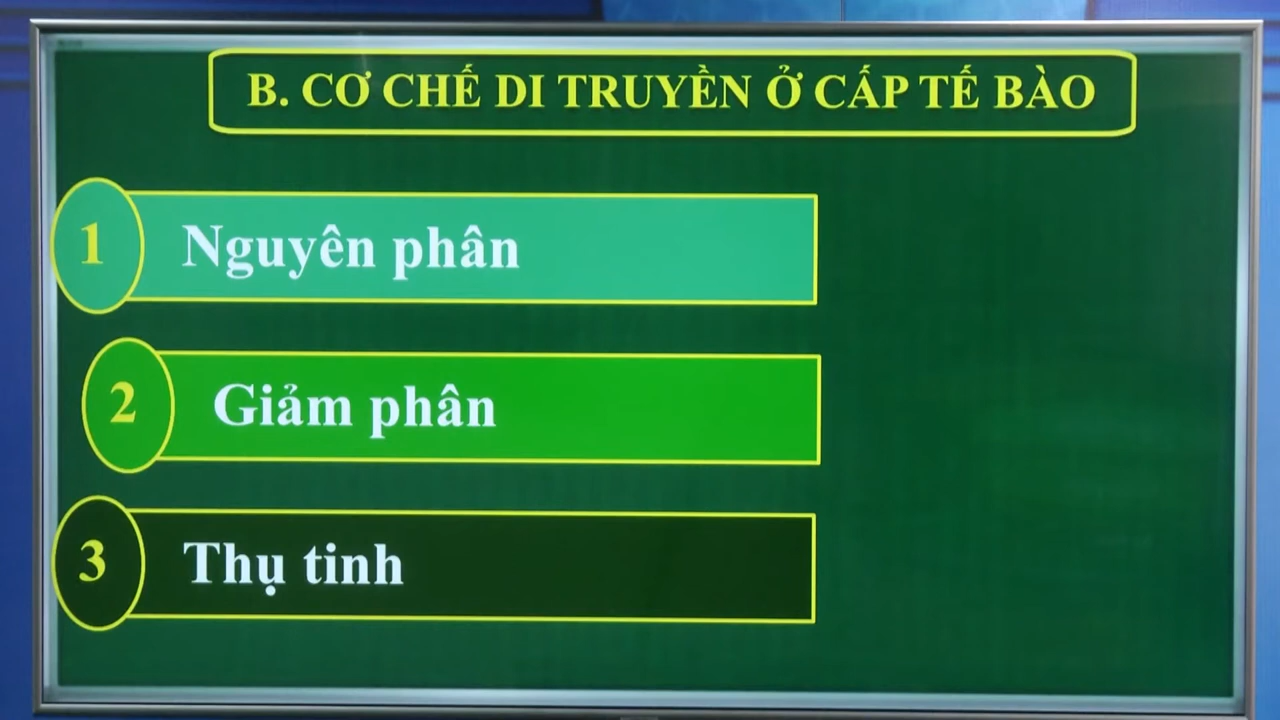 B. CƠ CHẾ DI TRUYỀN Ở CẤP TẾ BÀO
1 Nguyên phân
2 Giảm phân
3 Thụ tinh